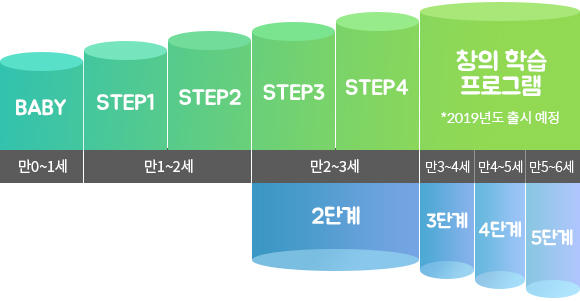 BABY
STEP1
STEP2
STEP3
STEP4
창의 학습
프로그램
*2019년도 출시 예정
만0~1세
만1~2세
만2~3세
만3~4세
만4~5세
만5~6세
2단계
3단계
4단계
5단계